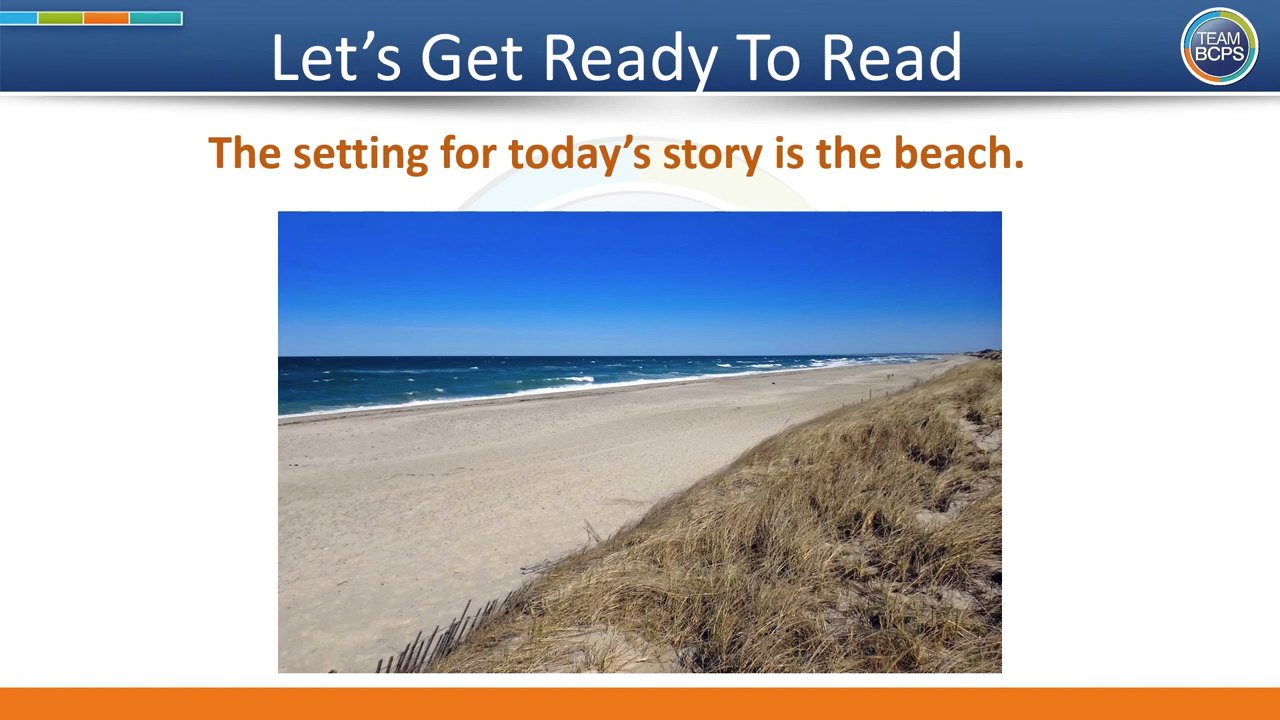 Let's Get Ready To Read
TEAM
BCPS
The setting for today's story is the beach.